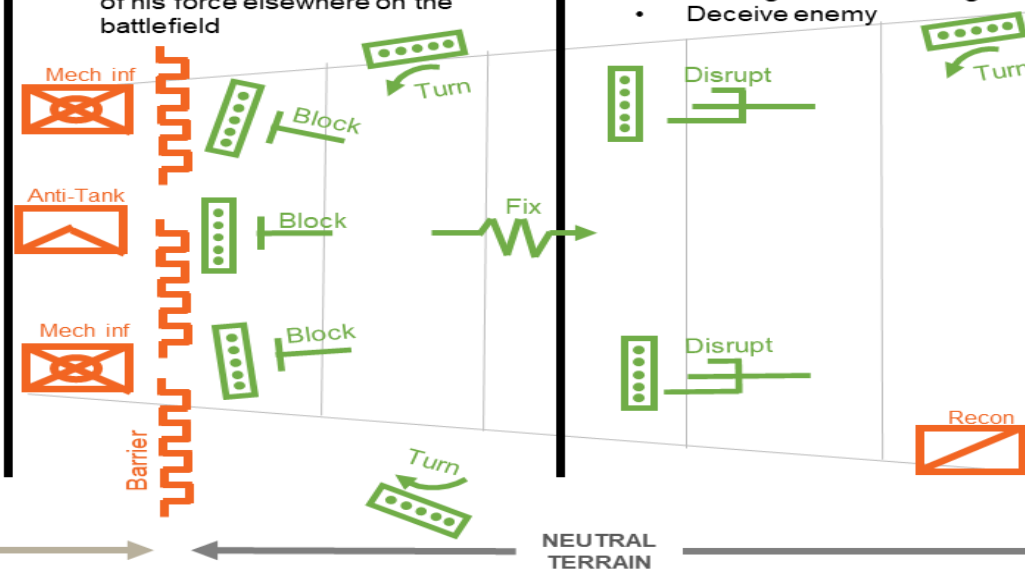 of his force elsewhere on the
battlefield
• Deceive enemy
Mech inf
Turn
Block
Disrupt
Turn
Anti-Tank
Block
Fix
Mech inf
Block
Disrupt
Barrier
Turn
Recon
NEUTRAL
TERRAIN